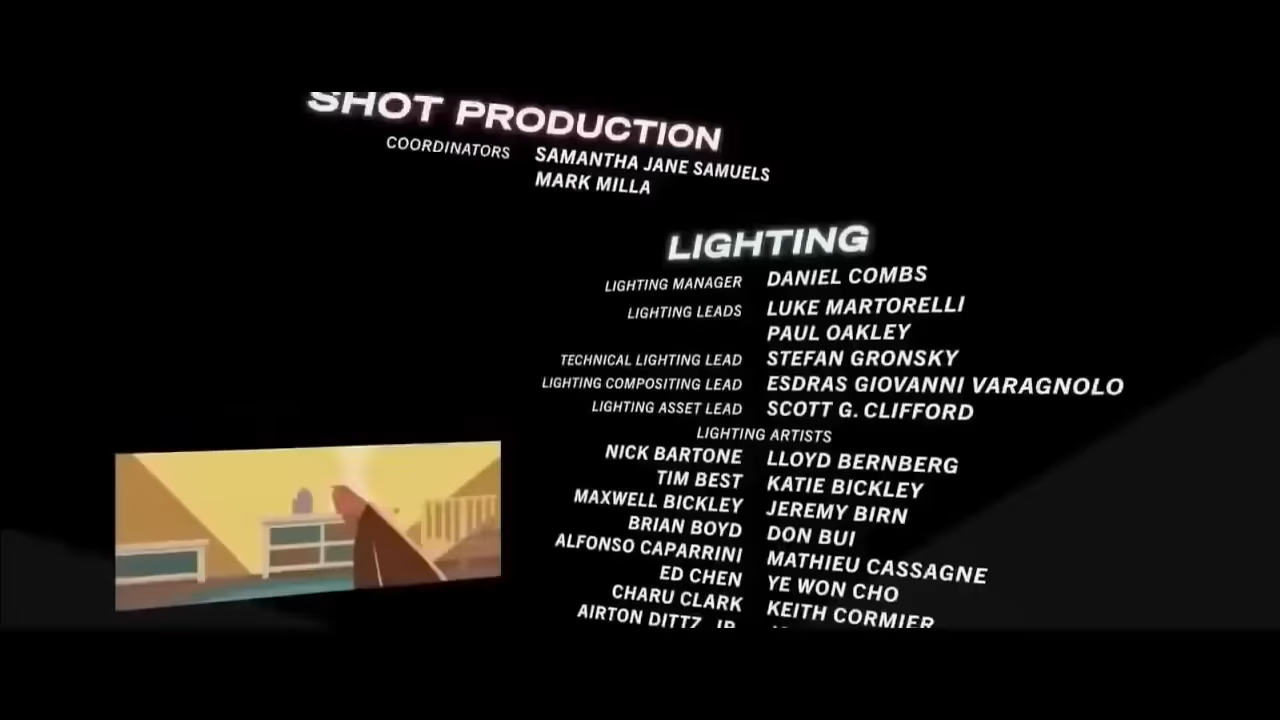 SHOT PRODUCTION
COORDINATORS SAMANTHA JANE SAMUELS
MARK MILLA
LIGHTING
LIGHTING MANAGER DANIEL COMBS
LIGHTING LEADS LUKE MARTORELLI
PAUL OAKLEY
TECHNICAL LIGHTING LEAD STEFAN GRONSKY
LIGHTING COMPOSITING LEAD ESDRAS GIOVANNI VARAGNOLO
LIGHTING ASSET LEAD SCOTT G. CLIFFORD
LIGHTING ARTISTS
NICK BARTONE LLOYD BERNBERG
TIM BEST KATIE BICKLEY
MAXWELL BICKLEY JEREMY BIRN
BRIAN BOYD DON BUI
ALFONSO CAPARRINI MATHIEU CASSAGNE
ED CHEN YE WON CHO
CHARU CLARK KEITH CORMIER
AIRTON DITTZ, JR.